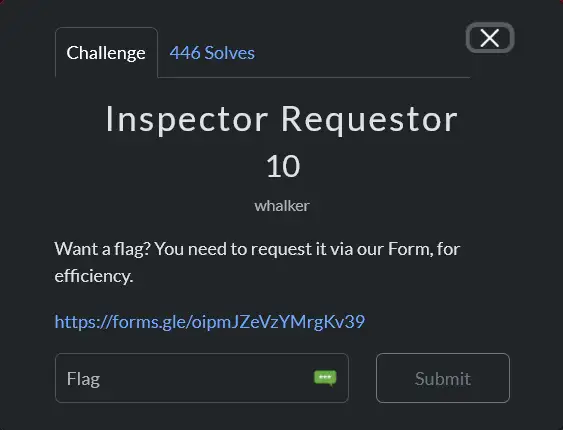 Challenge
446 Solves
Inspector Requestor
10
whalker
Want a flag? You need to request it via our Form, for
efficiency.
https://forms.gle/oipmJZeVzYMrgKv39
Flag
Submit